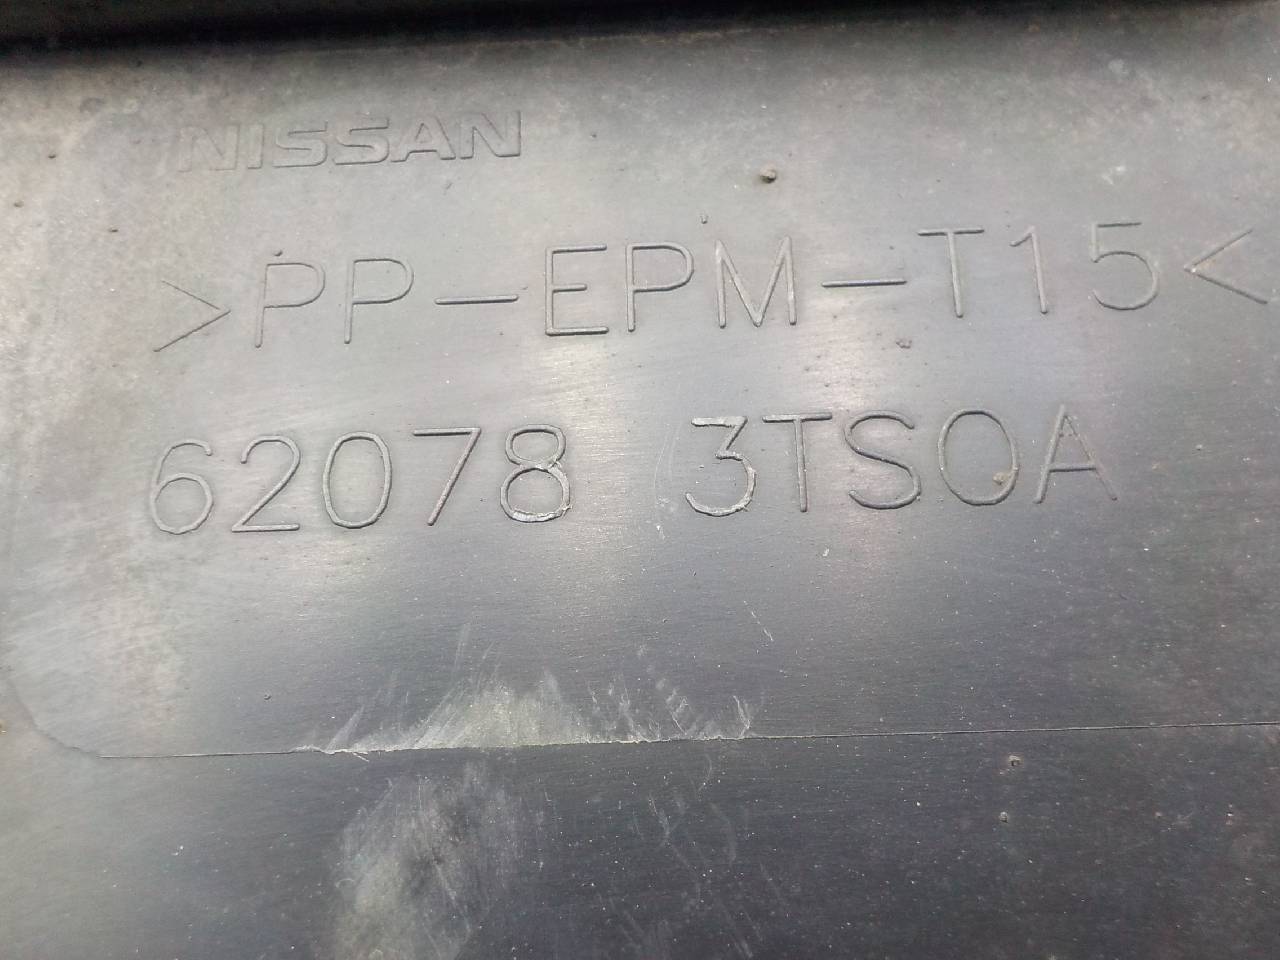 NISSAN
>PP-EPM-T15<
62078 3TS0A